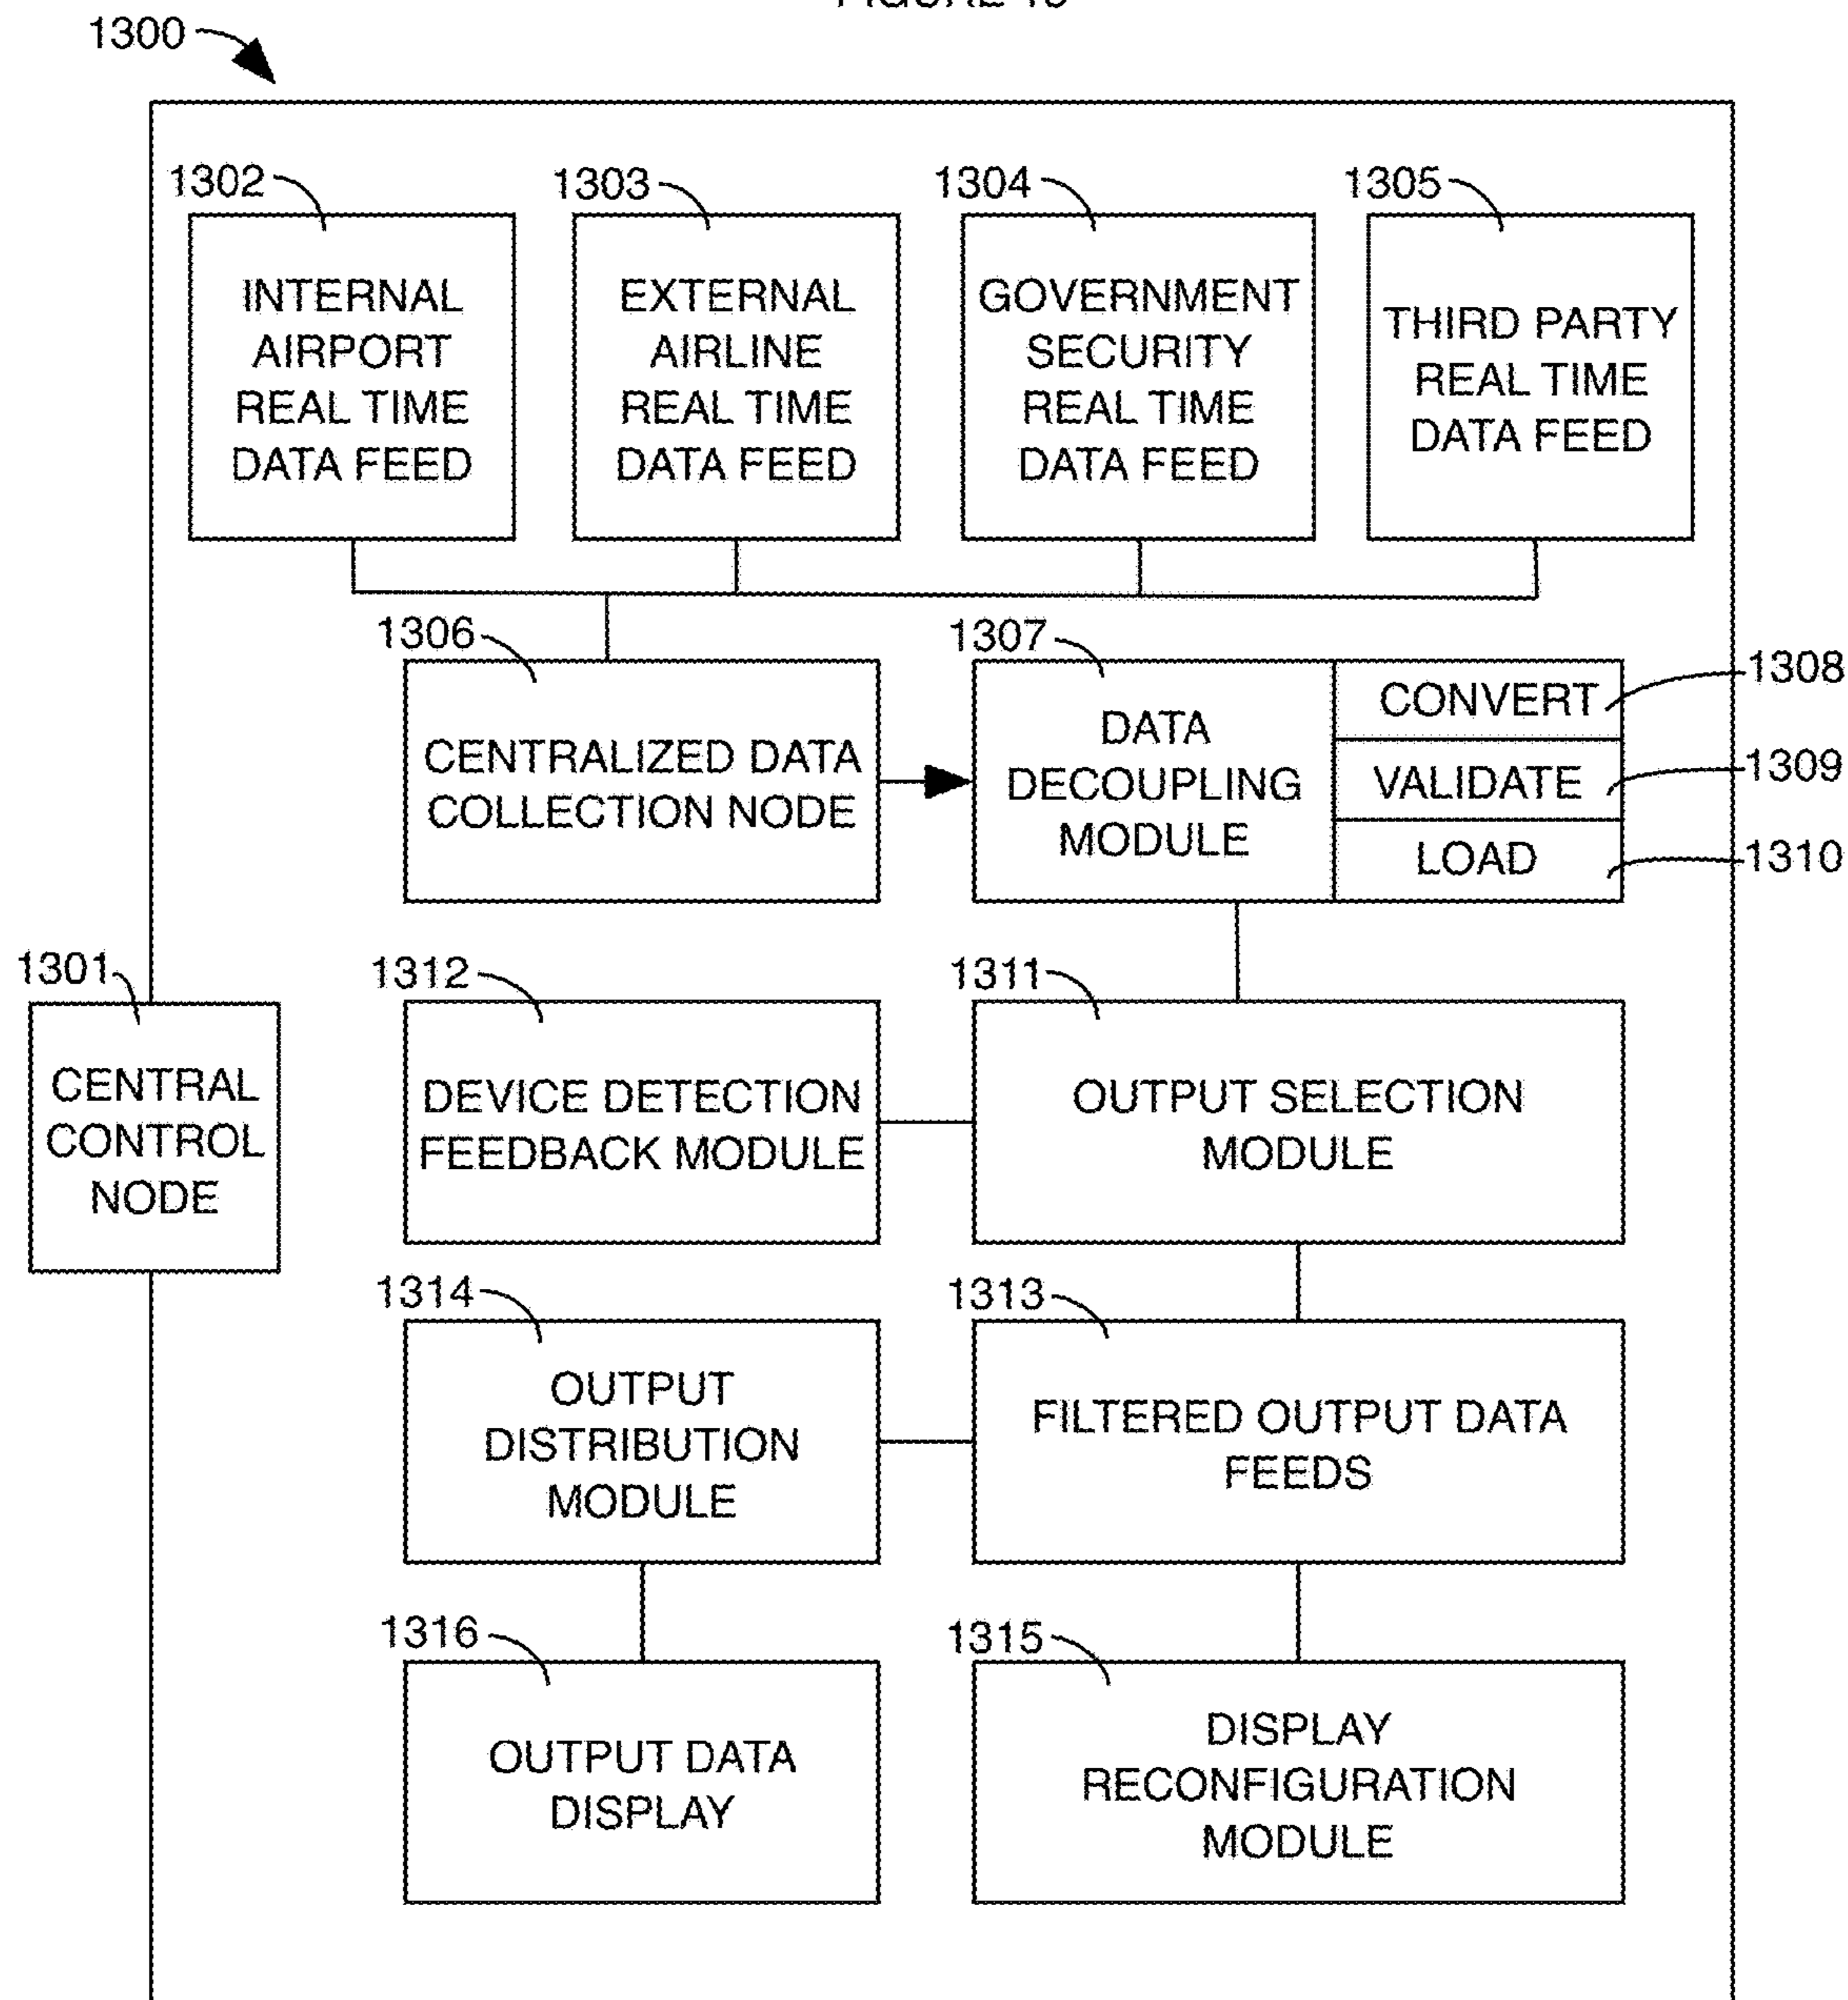 1300
1302
1303
1304
1305
INTERNAL
AIRPORT
REAL TIME
DATA FEED
EXTERNAL
AIRLINE
REAL TIME
DATA FEED
GOVERNMENT
SECURITY
REAL TIME
DATA FEED
THIRD PARTY
REAL TIME
DATA FEED
1306
1307
1308
CENTRALIZED DATA
COLLECTION NODE
DATA
DECOUPLING
MODULE
CONVERT
VALIDATE
1309
LOAD
1310
1301
CENTRAL
CONTROL
NODE
1312
1311
DEVICE DETECTION
FEEDBACK MODULE
OUTPUT SELECTION
MODULE
1314
1313
OUTPUT
DISTRIBUTION
MODULE
FILTERED OUTPUT DATA
FEEDS
1316
1315
OUTPUT DATA
DISPLAY
DISPLAY
RECONFIGURATION
MODULE